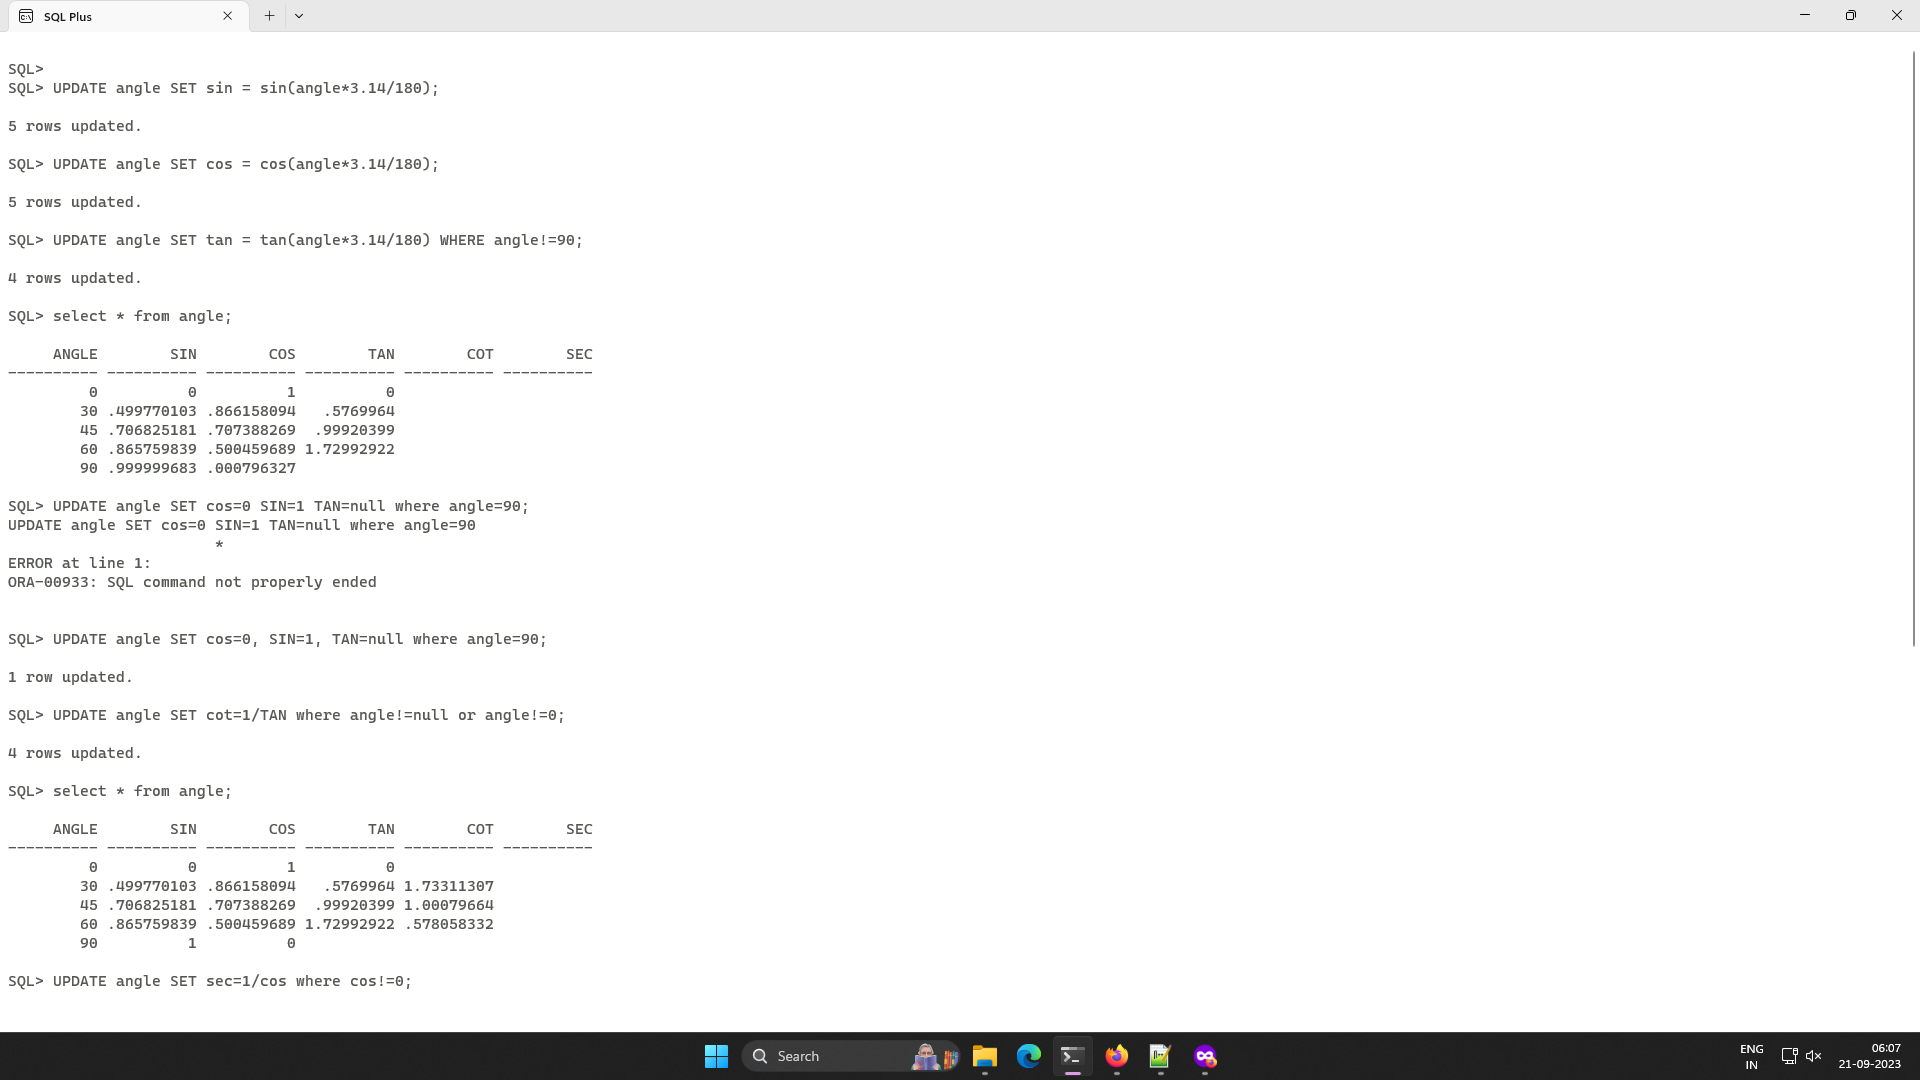 SQL Plus
SQL>
SQL> UPDATE angle SET sin = sin(angle*3.14/180);
5 rows updated.
SQL> UPDATE angle SET cos = cos(angle*3.14/180);
5 rows updated.
SQL> UPDATE angle SET tan = tan(angle*3.14/180) WHERE angle!=90;
4 rows updated.
SQL> select * from angle;
     ANGLE        SIN        COS        TAN        COT        SEC
---------- ---------- ---------- ---------- ---------- ----------
         0          0          1          0
        30 .499770103 .866158094   .5769964
        45 .706825181 .707388269  .99920399
        60 .865759839 .500459689 1.72992922
        90 .999999683 .000796327
SQL> UPDATE angle SET cos=0 SIN=1 TAN=null where angle=90;
UPDATE angle SET cos=0 SIN=1 TAN=null where angle=90
                       *
ERROR at line 1:
ORA-00933: SQL command not properly ended
SQL> UPDATE angle SET cos=0, SIN=1, TAN=null where angle=90;
1 row updated.
SQL> UPDATE angle SET cot=1/TAN where angle!=null or angle!=0;
4 rows updated.
SQL> select * from angle;
     ANGLE        SIN        COS        TAN        COT        SEC
---------- ---------- ---------- ---------- ---------- ----------
         0          0          1          0
        30 .499770103 .866158094   .5769964 1.73311307
        45 .706825181 .707388269  .99920399 1.00079664
        60 .865759839 .500459689 1.72992922 .578058332
        90          1          0
SQL> UPDATE angle SET sec=1/cos where cos!=0;
Search
ENG
IN
06:07
21-09-2023